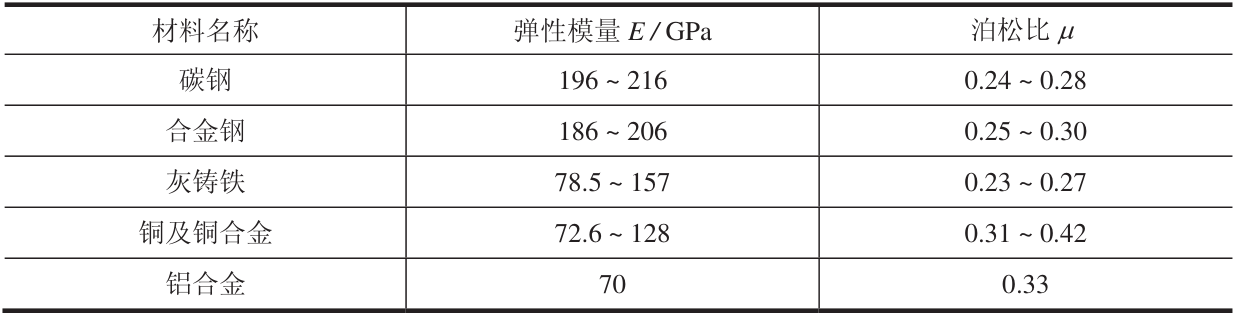 材料名称 弹性模量 E / GPa 泊松比 μ
碳钢 196 ~ 216 0.24 ~ 0.28
合金钢 186 ~ 206 0.25 ~ 0.30
灰铸铁 78.5 ~ 157 0.23 ~ 0.27
铜及铜合金 72.6 ~ 128 0.31 ~ 0.42
铝合金 70 0.33